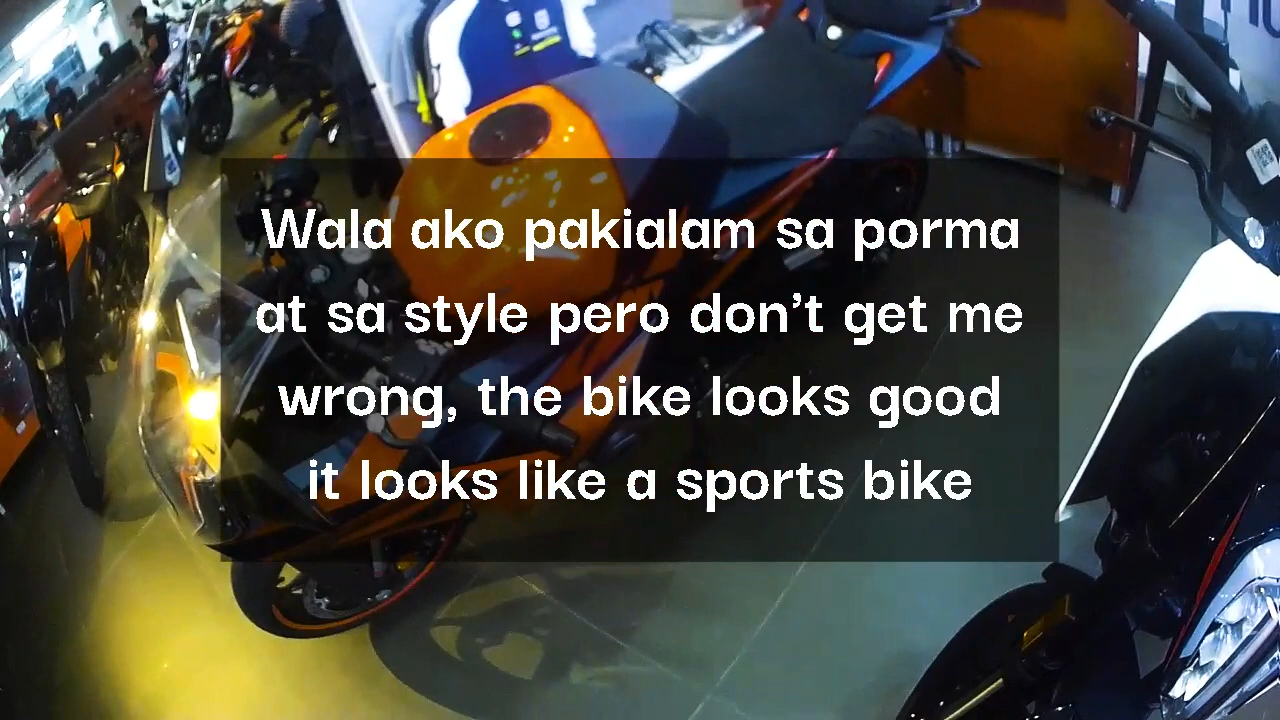 Wala ako pakialam sa porma
at sa style pero don't get me
wrong, the bike looks good
it looks like a sports bike